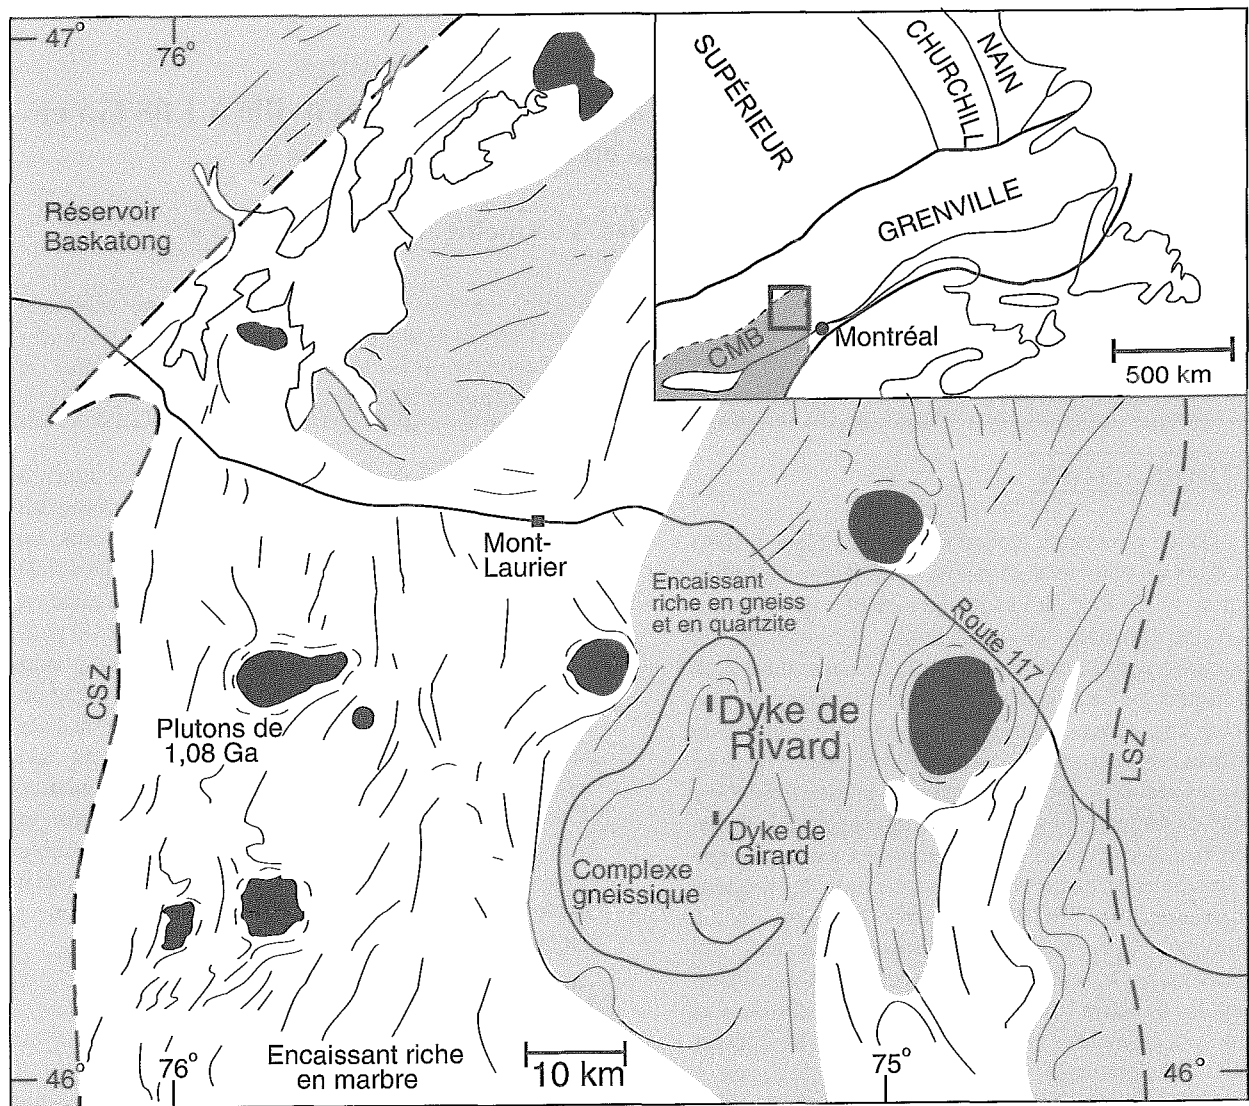 47°
76°
SUPÉRIEUR
CHURCHILL
NAIN
GRENVILLE
CMB
Montréal
500 km
Réservoir
Baskatong
Mont-
Laurier
Encaissant
riche en gneiss
et en quartzite
Route 117
CSZ
LSZ
Plutons de
1,08 Ga
Dyke de
Rivard
Dyke de
Girard
Complexe
gneissique
Encaissant riche
en marbre
10 km
46°
76°
75°
46°